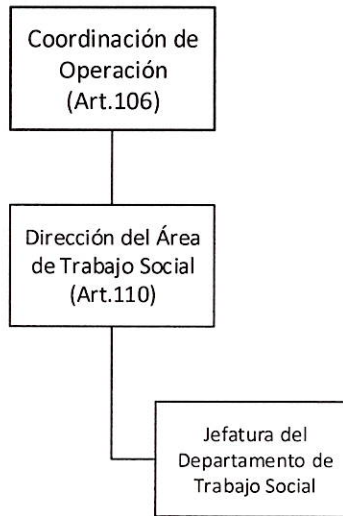 Coordinación de
Operación
(Art.106)
Dirección del Área
de Trabajo Social
(Art.110)
Jefatura del
Departamento de
Trabajo Social